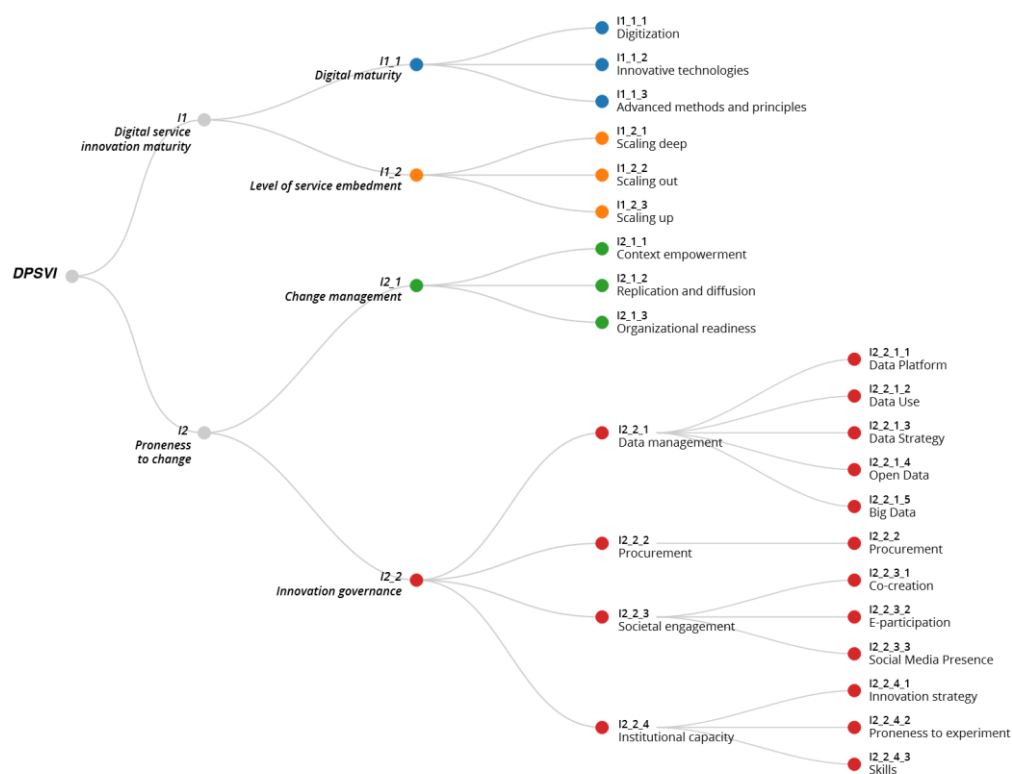 DPSVI
I1
Digital service
innovation maturity
I1_1
Digital maturity
I1_1_1
Digitization
I1_1_2
Innovative technologies
I1_1_3
Advanced methods and principles
I1_2
Level of service embedment
I1_2_1
Scaling deep
I1_2_2
Scaling out
I1_2_3
Scaling up
I2
Proneness
to change
I2_1
Change management
I2_1_1
Context empowerment
I2_1_2
Replication and diffusion
I2_1_3
Organizational readiness
I2_2
Innovation governance
I2_2_1
Data management
I2_2_1_1
Data Platform
I2_2_1_2
Data Use
I2_2_1_3
Data Strategy
I2_2_1_4
Open Data
I2_2_1_5
Big Data
I2_2_2
Procurement
I2_2_2
Procurement
I2_2_3
Societal engagement
I2_2_3_1
Co-creation
I2_2_3_2
E-participation
I2_2_3_3
Social Media Presence
I2_2_4
Institutional capacity
I2_2_4_1
Innovation strategy
I2_2_4_2
Proneness to experiment
I2_2_4_3
Skills